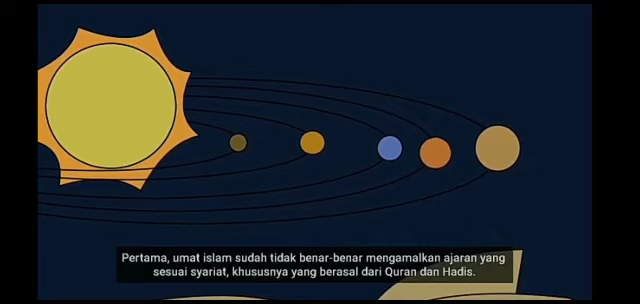 Pertama, umat islam sudah tidak benar-benar mengamalkan ajaran yang
sesuai syariat, khususnya yang berasal dari Quran dan Hadis.